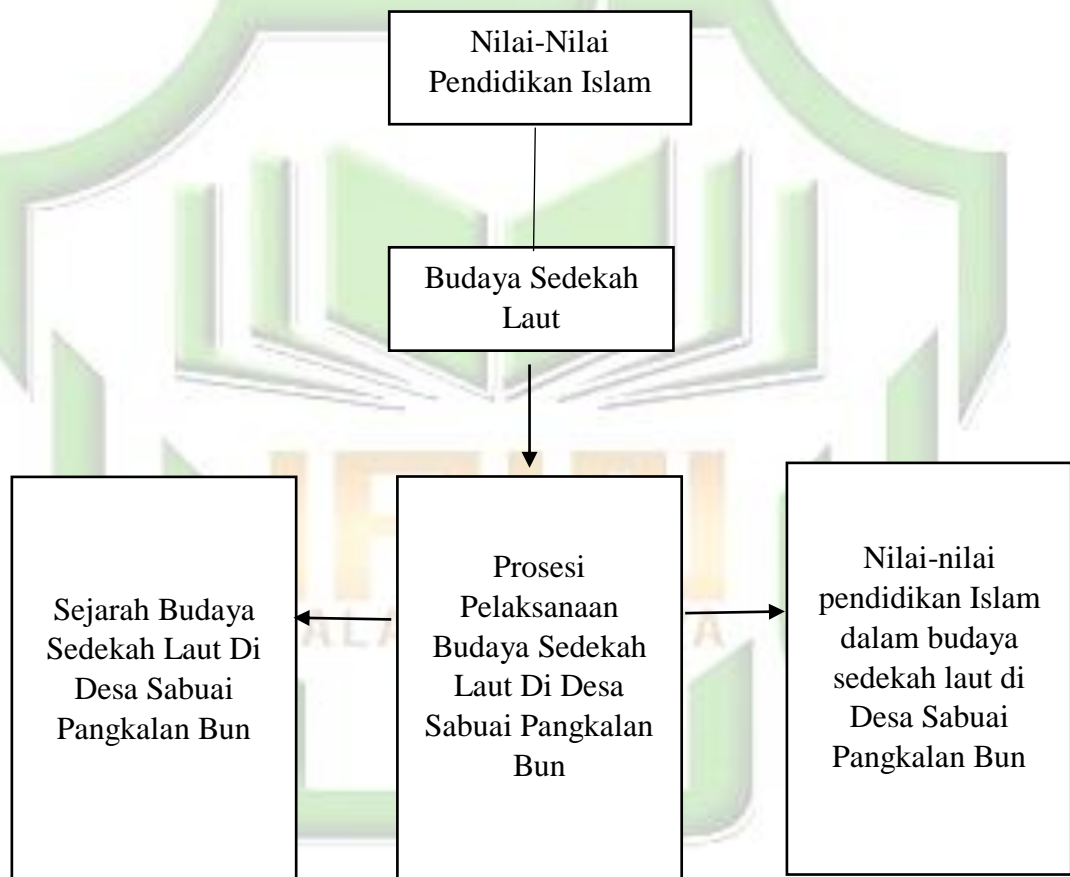 Nilai-Nilai
Pendidikan Islam
Budaya Sedekah
Laut
Sejarah Budaya
Sedekah Laut Di
Desa Sabuai
Pangkalan Bun
Prosesi
Pelaksanaan
Budaya Sedekah
Laut Di Desa
Sabuai Pangkalan
Bun
Nilai-nilai
pendidikan Islam
dalam budaya
sedekah laut di
Desa Sabuai
Pangkalan Bun